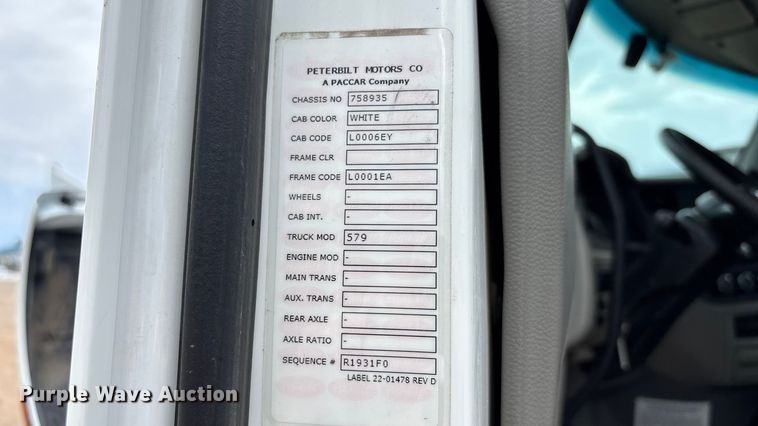 PETERBILT MOTORS CO
A PACCAR Company
CHASSIS NO 758935
CAB COLOR WHITE
CAB CODE L0006EY
FRAME CLR
FRAME CODE L0001EA
WHEELS -
CAB INT. -
TRUCK MOD 579
ENGINE MOD -
MAIN TRANS -
AUX. TRANS -
REAR AXLE -
AXLE RATIO -
SEQUENCE # R1931F0
LABEL 22-01478 REV D
Purple Wave Auction